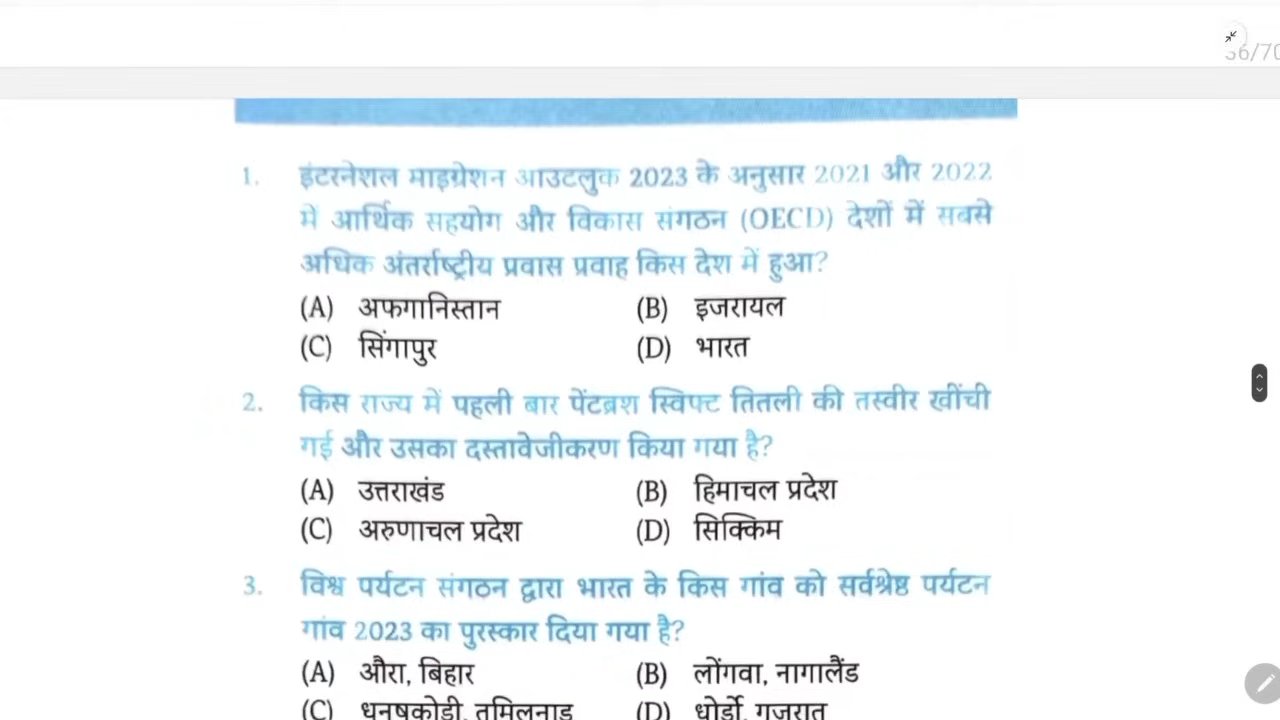 36/70
1. इंटरनेशल माइग्रेशन आउटलुक 2023 के अनुसार 2021 और 2022
में आर्थिक सहयोग और विकास संगठन (OECD) देशों में सबसे
अधिक अंतर्राष्ट्रीय प्रवास प्रवाह किस देश में हुआ?
(A) अफगानिस्तान (B) इजरायल
(C) सिंगापुर (D) भारत
2. किस राज्य में पहली बार पेंटब्रश स्विफ्ट तितली की तस्वीर खींची
गई और उसका दस्तावेजीकरण किया गया है?
(A) उत्तराखंड (B) हिमाचल प्रदेश
(C) अरुणाचल प्रदेश (D) सिक्किम
3. विश्व पर्यटन संगठन द्वारा भारत के किस गांव को सर्वश्रेष्ठ पर्यटन
गांव 2023 का पुरस्कार दिया गया है?
(A) औरा, बिहार (B) लोंगवा, नागालैंड
(C) धनुषकोडी, तमिलनाडु (D) धोर्डो, गुजरात